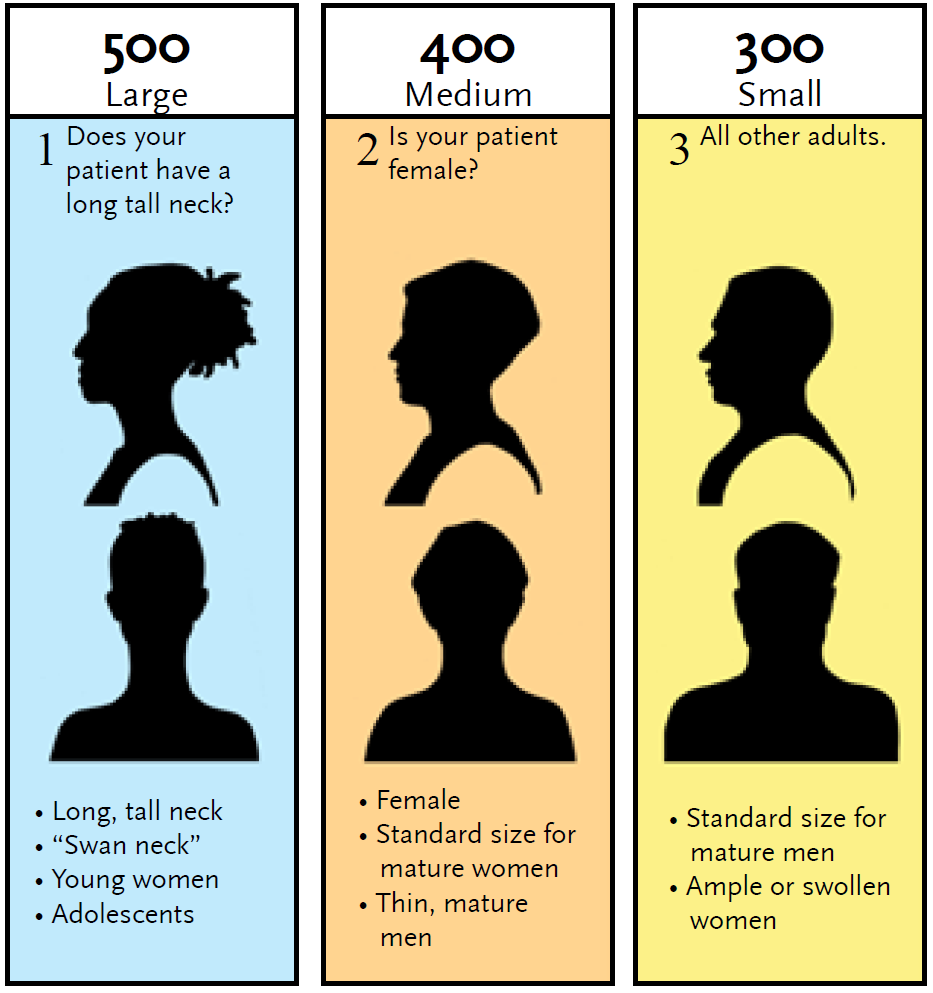 500
Large
1 Does your
patient have a
long tall neck?
• Long, tall neck
• “Swan neck”
• Young women
• Adolescents
400
Medium
2 Is your patient
female?
• Female
• Standard size for
mature women
• Thin, mature
men
300
Small
3 All other adults.
• Standard size for
mature men
• Ample or swollen
women